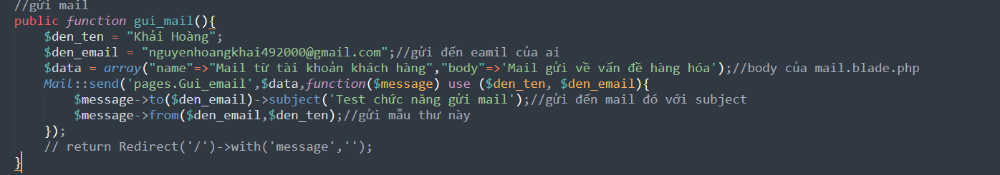 //gửi mail
public function gui_mail(){
$den_ten = "Khải Hoàng";
$den_email = "nguyenhoangkhai492000@gmail.com";//gửi đến eamil của ai
$data = array("name"=>"Mail từ tài khoản khách hàng","body"=>'Mail gửi về vấn đề hàng hóa');//body của mail.blade.php
Mail::send('pages.Gui_email',$data,function($message) use ($den_ten, $den_email){
$message->to($den_email)->subject('Test chức năng gửi mail');//gửi đến mail đó với subject
$message->from($den_email,$den_ten);//gửi mẫu thư này
});
// return Redirect('/')->with('message','');
}